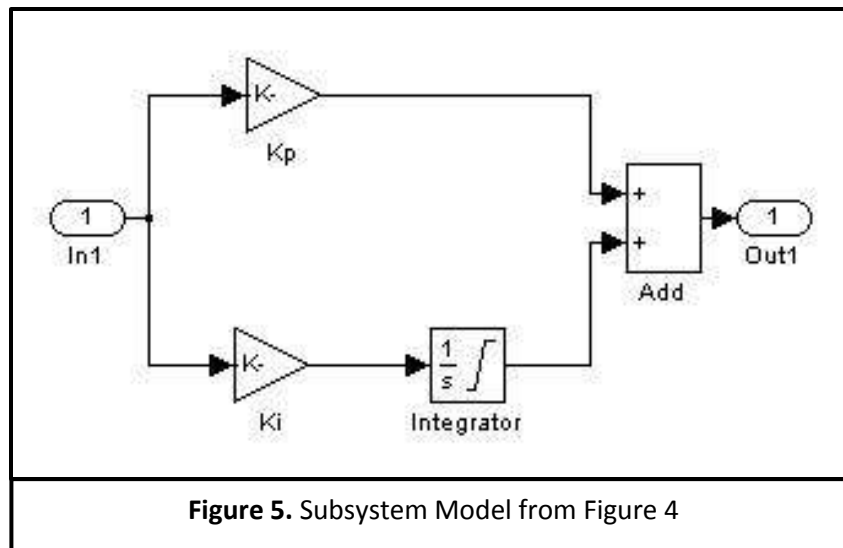 K-
Kp
1
In1
+
+
Add
1
Out1
K-
Ki
1
s
Integrator
Figure 5. Subsystem Model from Figure 4